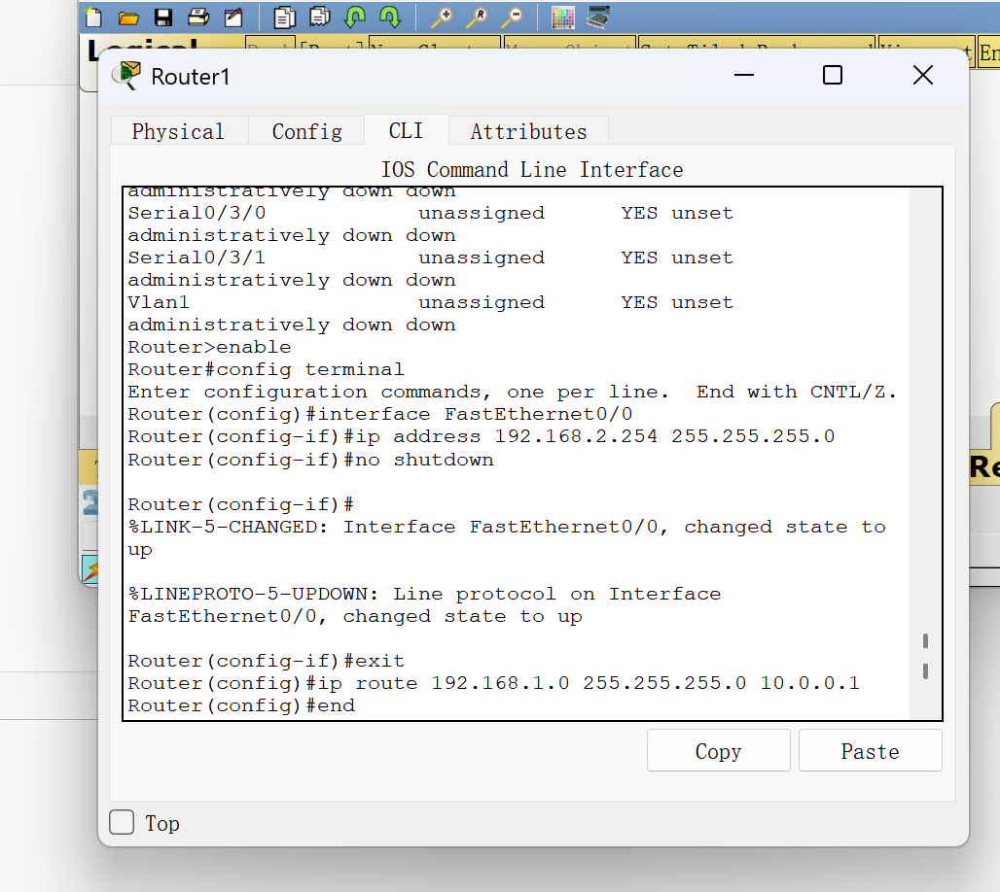 Logical
Router1
Physical
Config
CLI
Attributes
IOS Command Line Interface
administratively down down
Serial0/3/0 unassigned YES unset
administratively down down
Serial0/3/1 unassigned YES unset
administratively down down
Vlan1 unassigned YES unset
administratively down down
Router>enable
Router#config terminal
Enter configuration commands, one per line. End with CNTL/Z.
Router(config)#interface FastEthernet0/0
Router(config-if)#ip address 192.168.2.254 255.255.255.0
Router(config-if)#no shutdown
Router(config-if)#
%LINK-5-CHANGED: Interface FastEthernet0/0, changed state to
up
%LINEPROTO-5-UPDOWN: Line protocol on Interface
FastEthernet0/0, changed state to up
Router(config-if)#exit
Router(config)#ip route 192.168.1.0 255.255.255.0 10.0.0.1
Router(config)#end
Copy
Paste
Top